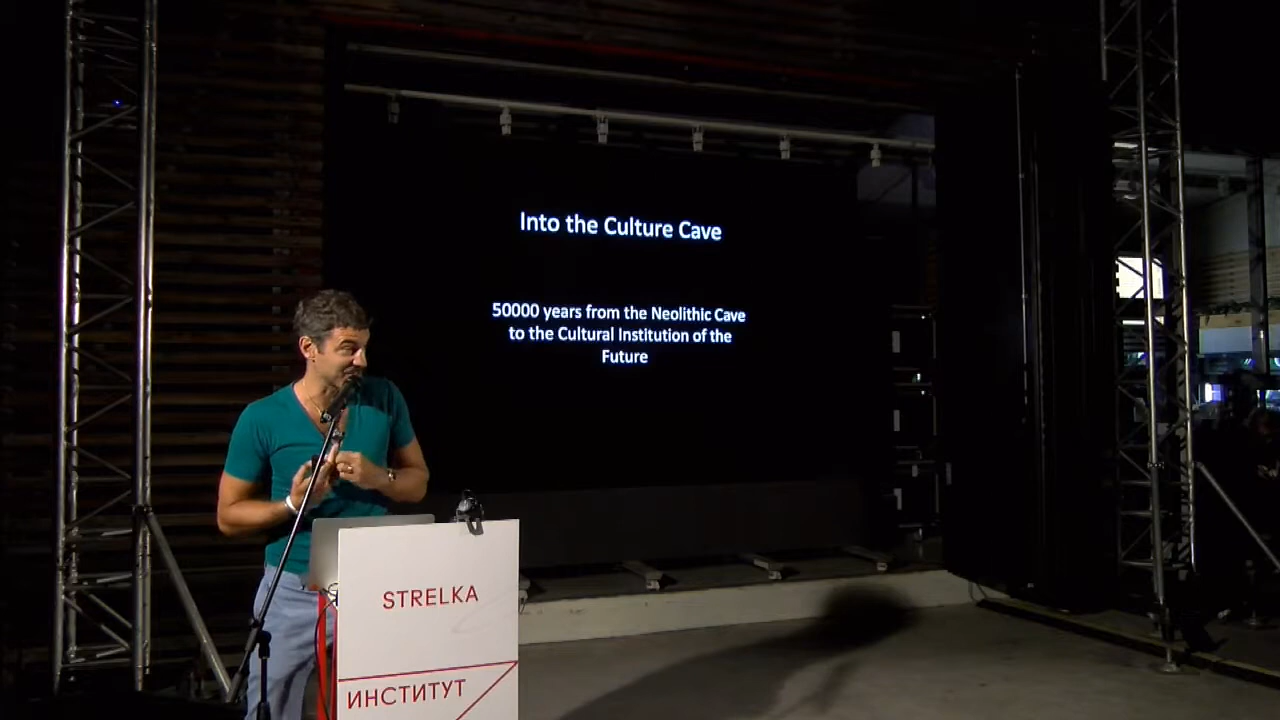 Into the Culture Cave
50000 years from the Neolithic Cave
to the Cultural Institution of the
Future
STRELKA
ИНСТИТУТ